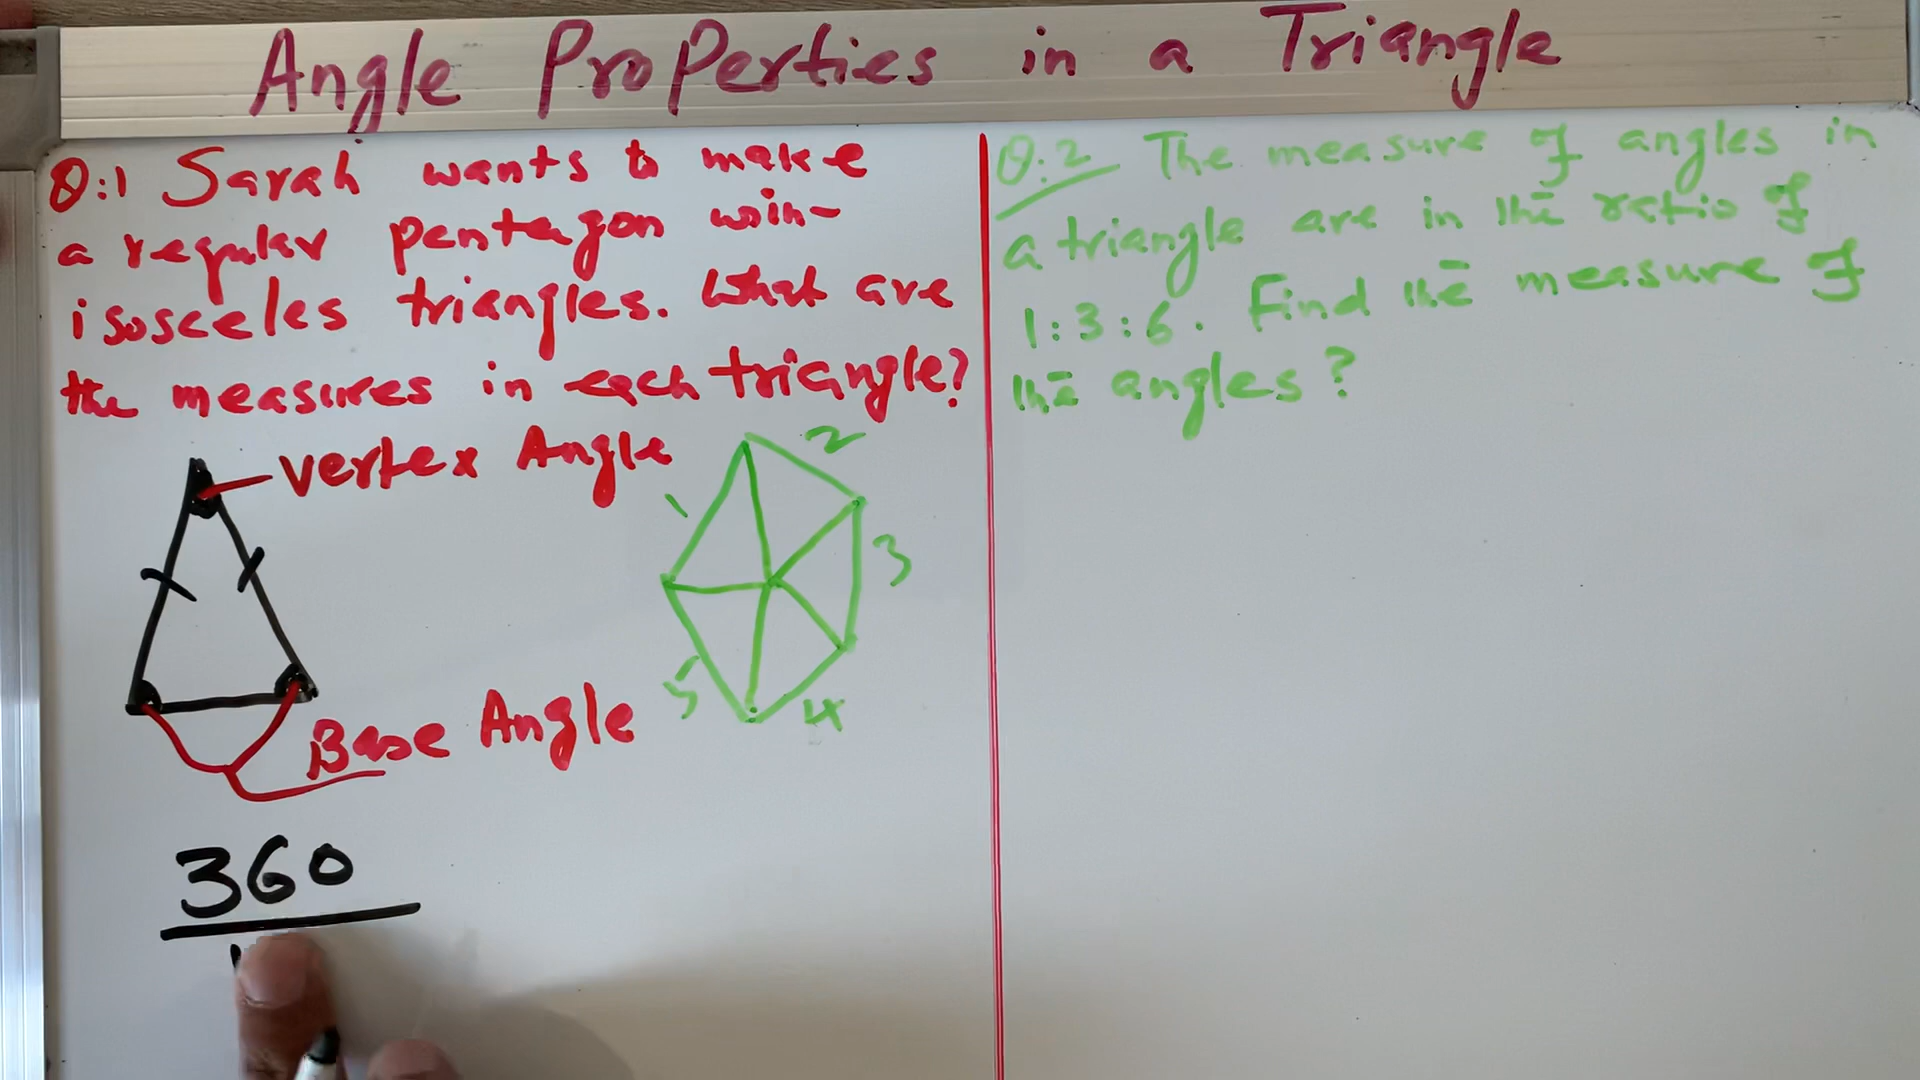 Angle Properties in a Triangle
Q:1 Sarah wants to make
a regular pentagon with
isosceles triangles. What are
the measures in each triangle?
Vertex Angle
Base Angle
1
2
3
4
5
360
Q:2 The measure of angles in
a triangle are in the ratio of
1:3:6. Find the measure of
the angles?